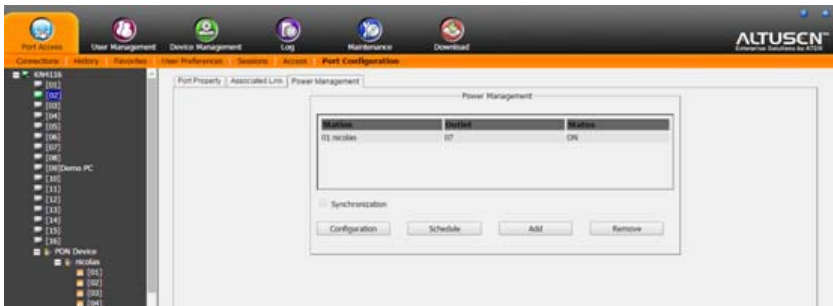 Port Access User Management Device Management Log Maintenance Download
ALTUSCN™
Enterprise Solutions by ATEN
Connections History Favorites User Preferences Sessions Access Port Configuration
KN4116
[01]
[02]
[03]
[04]
[05]
[06]
[07]
[08]
[09]Demo PC
[10]
[11]
[12]
[13]
[14]
[15]
[16]
PON Device
nicolas
[01]
[02]
[03]
[04]
Port Property Associated Link Power Management
Power Management
Station Outlet Status
01 nicolas 07 ON
Synchronization
Configuration Schedule Add Remove